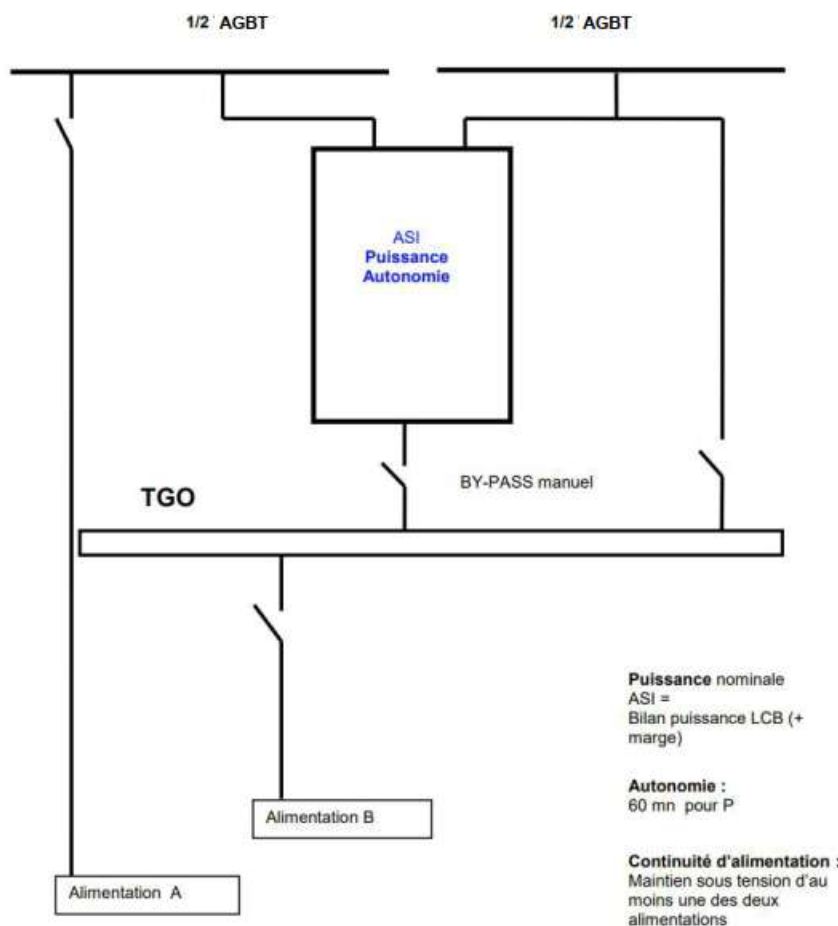 1/2 AGBT
1/2 AGBT
ASI
Puissance
Autonomie
BY-PASS manuel
TGO
Puissance nominale
ASI =
Bilan puissance LCB (+
marge)
Autonomie :
60 mn pour P
Alimentation B
Continuité d'alimentation :
Maintien sous tension d'au
moins une des deux
alimentations
Alimentation A